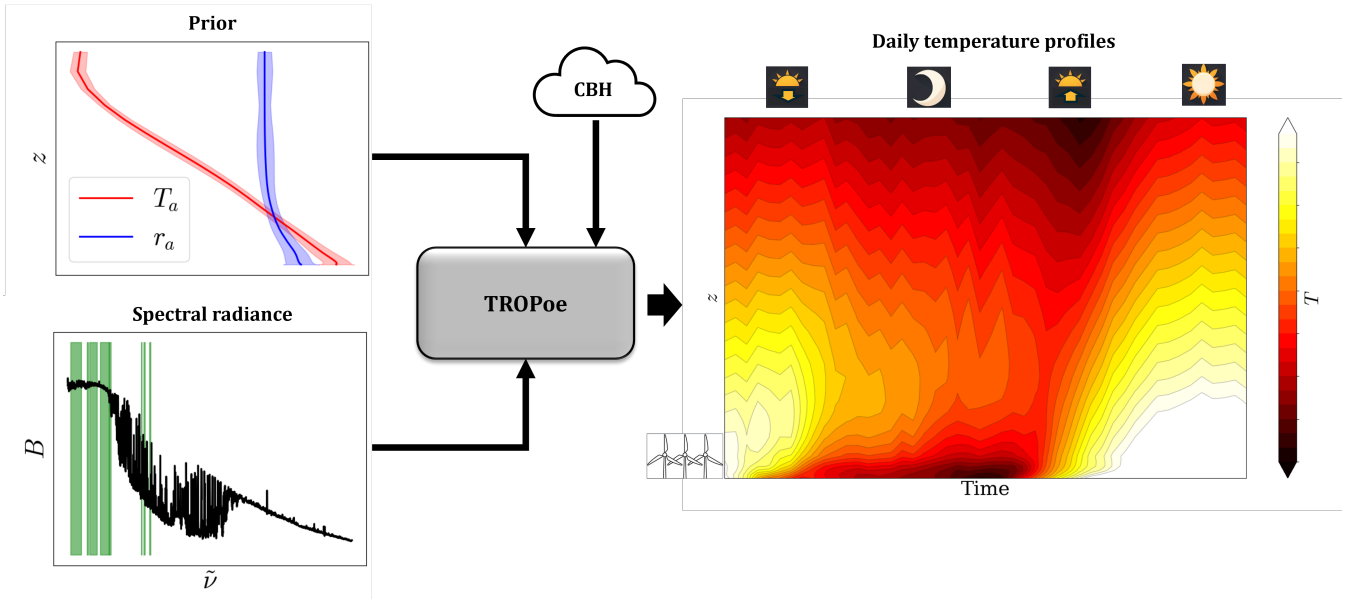 Prior
z
T_a
r_a
Spectral radiance
B
ν̃
CBH
TROPoe
Daily temperature profiles
z
Time
T